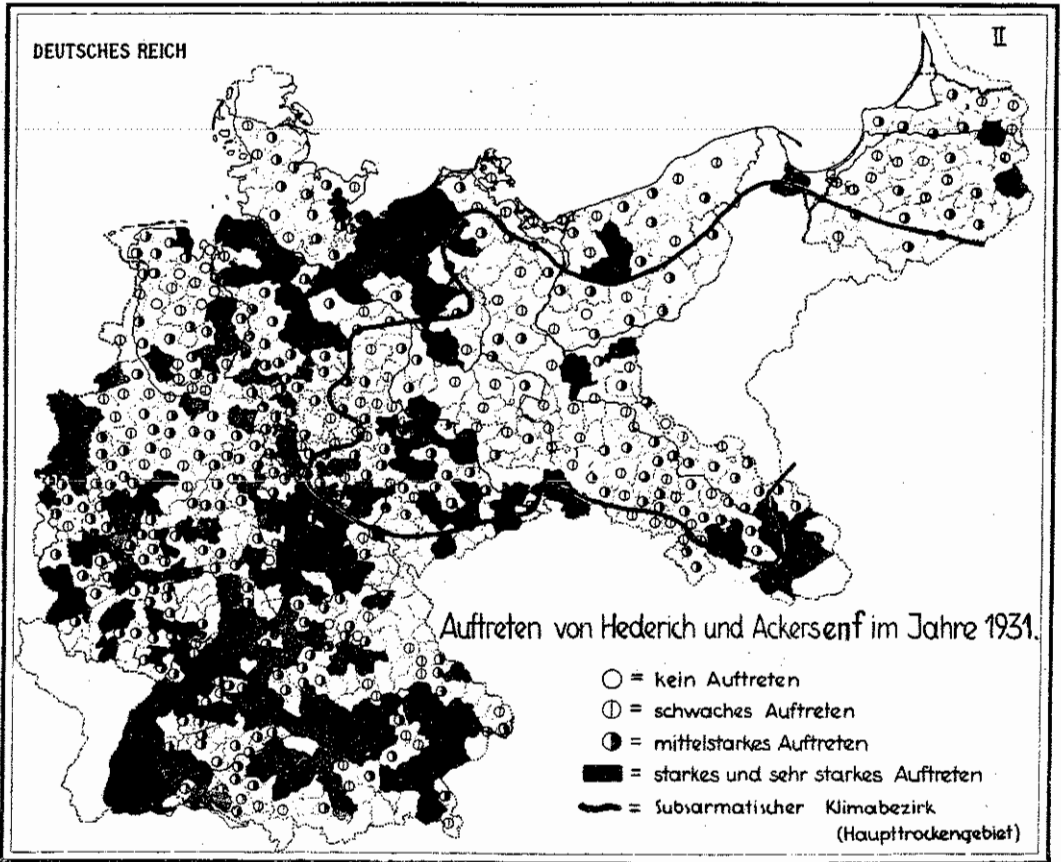 DEUTSCHES REICH
II
Auftreten von Hederich und Ackersenf im Jahre 1931.
= kein Auftreten
= schwaches Auftreten
= mittelstarkes Auftreten
= starkes und sehr starkes Auftreten
= Subsarmatischer Klimabezirk
(Haupttrockengebiet)